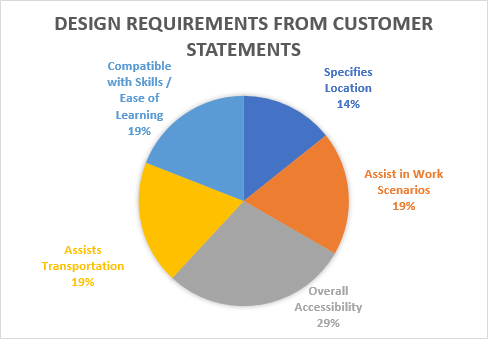 DESIGN REQUIREMENTS FROM CUSTOMER
STATEMENTS
Compatible
with Skills /
Ease of
Learning
19%
Specifies
Location
14%
Assist in Work
Scenarios
19%
Assists
Transportation
19%
Overall
Accessibility
29%